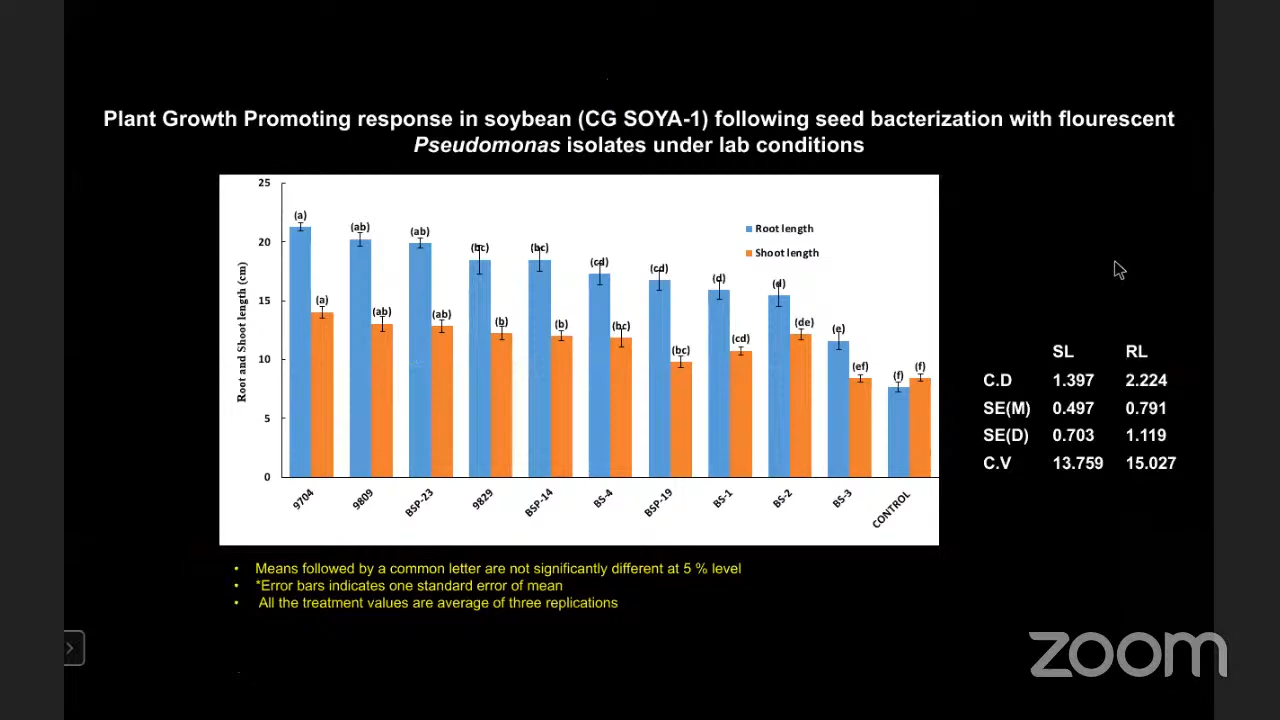 Plant Growth Promoting response in soybean (CG SOYA-1) following seed bacterization with flourescent
Pseudomonas isolates under lab conditions
25
20
15
10
5
0
Root and Shoot length (cm)
Root length
Shoot length
(a)
(a)
(ab)
(ab)
(ab)
(ab)
(bc)
(b)
(bc)
(b)
(cd)
(bc)
(cd)
(bc)
(d)
(cd)
(d)
(de)
(e)
(ef)
(f)
(f)
9704
9809
BSP-23
9829
BSP-14
BS-4
BSP-19
BS-1
BS-2
BS-3
CONTROL
SL RL
C.D 1.397 2.224
SE(M) 0.497 0.791
SE(D) 0.703 1.119
C.V 13.759 15.027
• Means followed by a common letter are not significantly different at 5 % level
• *Error bars indicates one standard error of mean
• All the treatment values are average of three replications
zoom